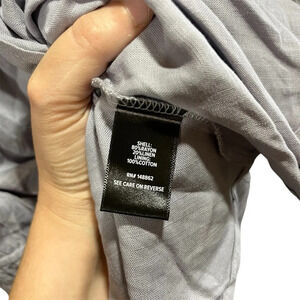 SHELL:
80%RAYON
20%LINEN
LINING:
100%COTTON
RN# 148862
SEE CARE ON REVERSE